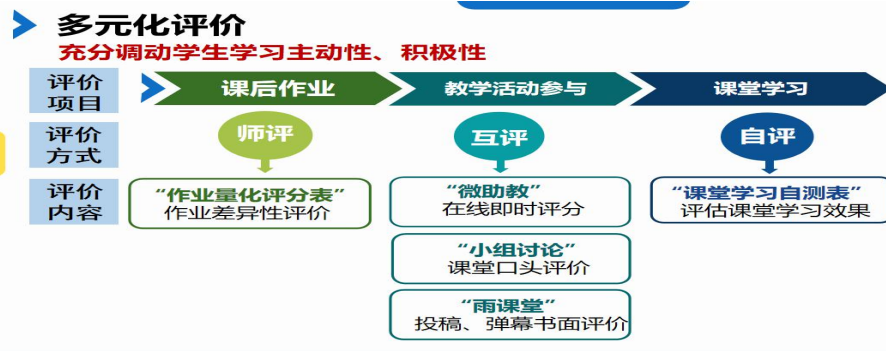 多元化评价
充分调动学生学习主动性、积极性
评价
项目
课后作业
教学活动参与
课堂学习
评价
方式
师评
互评
自评
评价
内容
“作业量化评分表”
作业差异性评价
“微助教”
在线即时评分
“小组讨论”
课堂口头评价
“雨课堂”
投稿、弹幕书面评价
“课堂学习自测表”
评估课堂学习效果